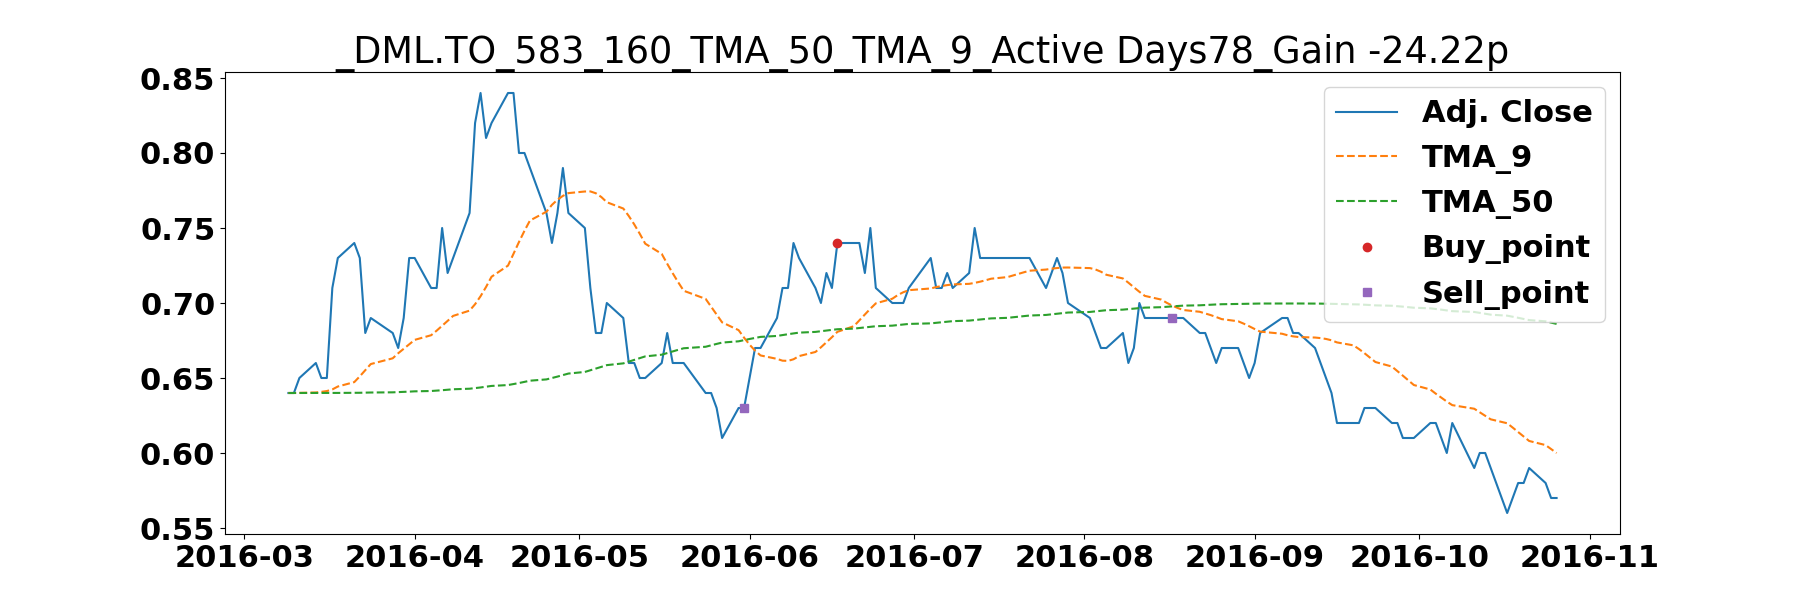 _DML.TO_583_160_TMA_50_TMA_9_Active Days78_Gain -24.22p
0.85
0.80
0.75
0.70
0.65
0.60
0.55
2016-03 2016-04 2016-05 2016-06 2016-07 2016-08 2016-09 2016-10 2016-11
Adj. Close
TMA_9
TMA_50
Buy_point
Sell_point